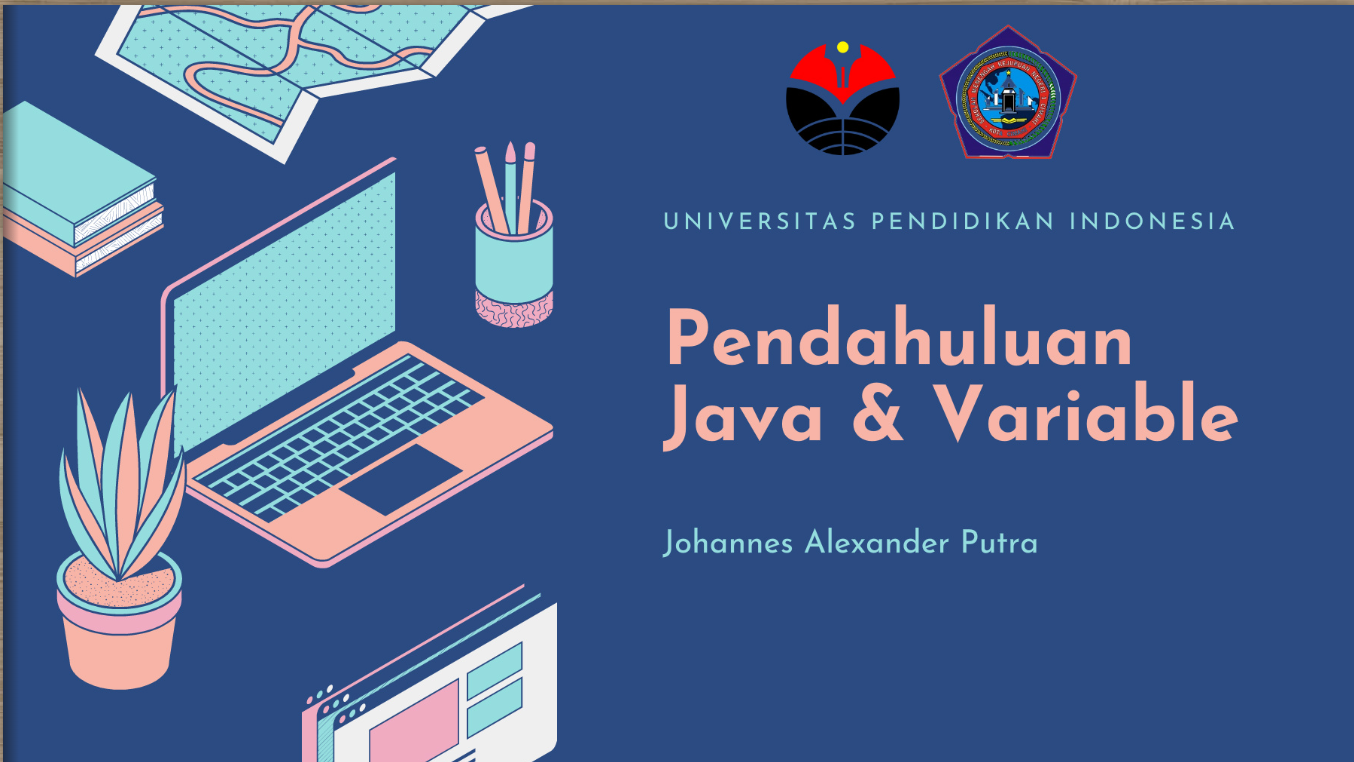 UNIVERSITAS PENDIDIKAN INDONESIA
Pendahuluan
Java & Variable
Johannes Alexander Putra